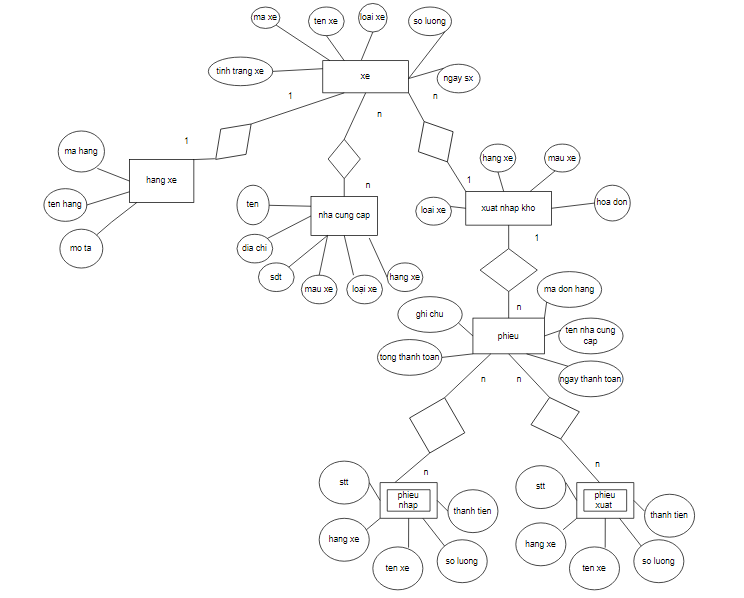 ma xe
ten xe
loai xe
so luong
tinh trang xe
xe
ngay sx
1
n
n
1
ma hang
hang xe
ten hang
mo ta
n
ten
nha cung cap
dia chi
sdt
mau xe
loai xe
hang xe
1
hang xe
mau xe
loai xe
xuat nhap kho
hoa don
1
n
ma don hang
ghi chu
phieu
ten nha cung
cap
tong thanh toan
ngay thanh toan
n
n
n
n
stt
phieu
nhap
thanh tien
hang xe
ten xe
so luong
stt
phieu
xuat
thanh tien
hang xe
ten xe
so luong